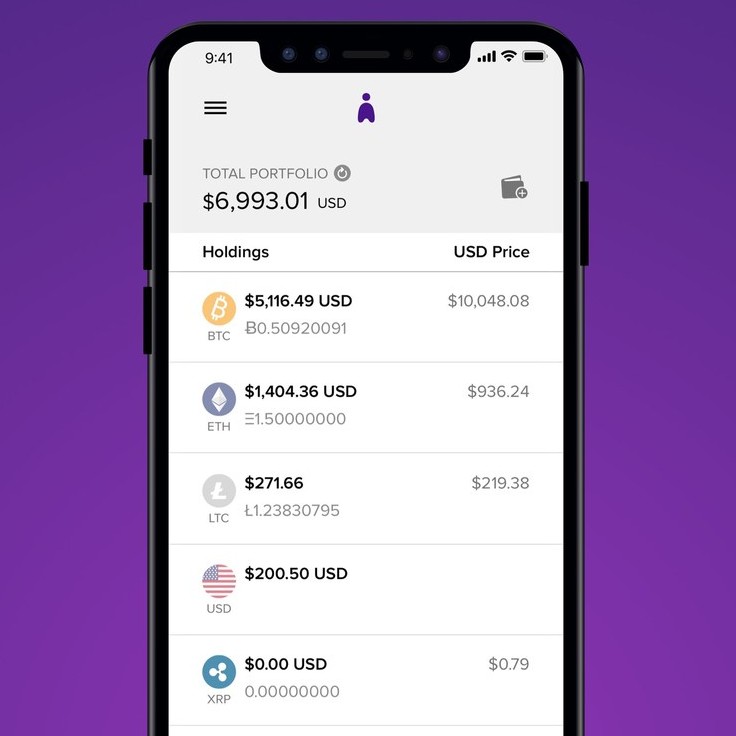 9:41
TOTAL PORTFOLIO
$6,993.01 USD
Holdings USD Price
$5,116.49 USD $10,048.08
Ƀ0.50920091
BTC
$1,404.36 USD $936.24
Ξ1.50000000
ETH
$271.66 $219.38
Ł1.23830795
LTC
$200.50 USD
USD
$0.00 USD $0.79
0.00000000
XRP